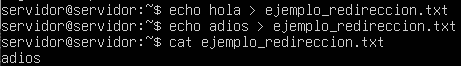 servidor@servidor:~$ echo hola > ejemplo_redireccion.txt
servidor@servidor:~$ echo adios > ejemplo_redireccion.txt
servidor@servidor:~$ cat ejemplo_redireccion.txt
adios